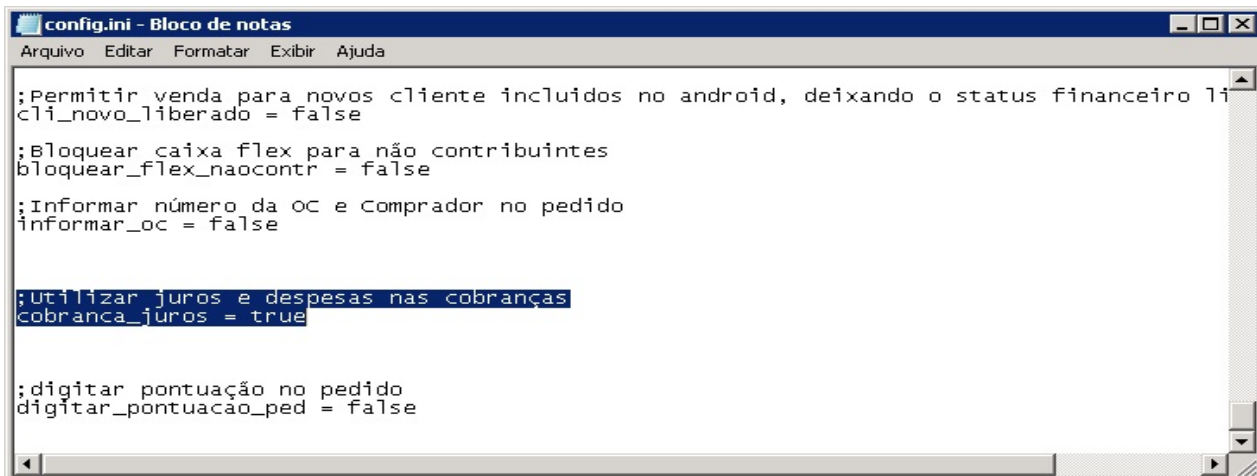 config.ini - Bloco de notas
Arquivo Editar Formatar Exibir Ajuda
;Permitir venda para novos cliente incluidos no android, deixando o status financeiro li
cli_novo_liberado = false
;Bloquear caixa flex para não contribuintes
bloquear_flex_naocontr = false
;Informar número da OC e Comprador no pedido
informar_oc = false
;Utilizar juros e despesas nas cobranças
cobranca_juros = true
;digitar pontuação no pedido
digitar_pontuacao_ped = false